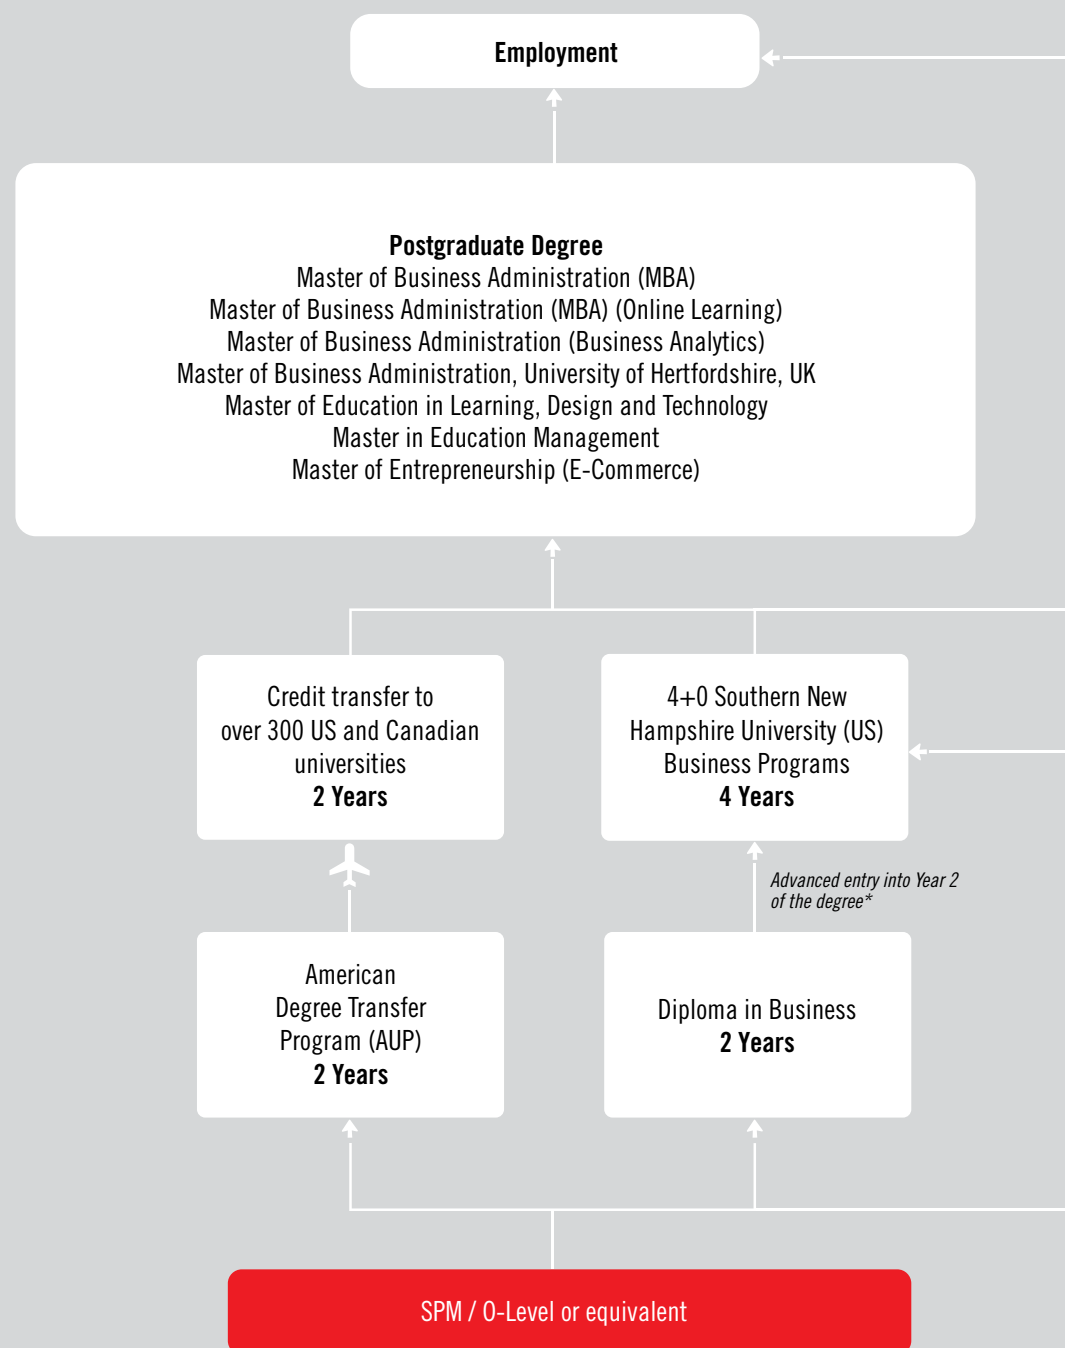 Employment
Postgraduate Degree
Master of Business Administration (MBA)
Master of Business Administration (MBA) (Online Learning)
Master of Business Administration (Business Analytics)
Master of Business Administration, University of Hertfordshire, UK
Master of Education in Learning, Design and Technology
Master in Education Management
Master of Entrepreneurship (E-Commerce)
Credit transfer to
over 300 US and Canadian
universities
2 Years
4+0 Southern New
Hampshire University (US)
Business Programs
4 Years
Advanced entry into Year 2
of the degree*
American
Degree Transfer
Program (AUP)
2 Years
Diploma in Business
2 Years
SPM / O-Level or equivalent